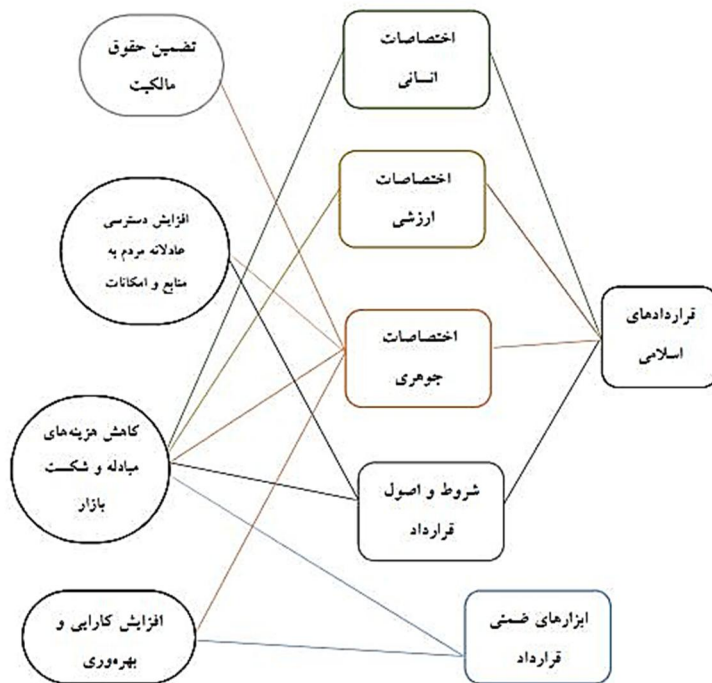 تضمین حقوق
مالکیت
اختصاصات
انسانی
اختصاصات
ارزشی
افزایش دسترسی
عادلانه مردم به
منابع و امکانات
قراردادهای
اسلامی
اختصاصات
جوهری
کاهش هزینه‌های
مبادله و شکست
بازار
شروط و اصول
قرارداد
ابزارهای ضمنی
قرارداد
افزایش کارایی و
بهره‌وری